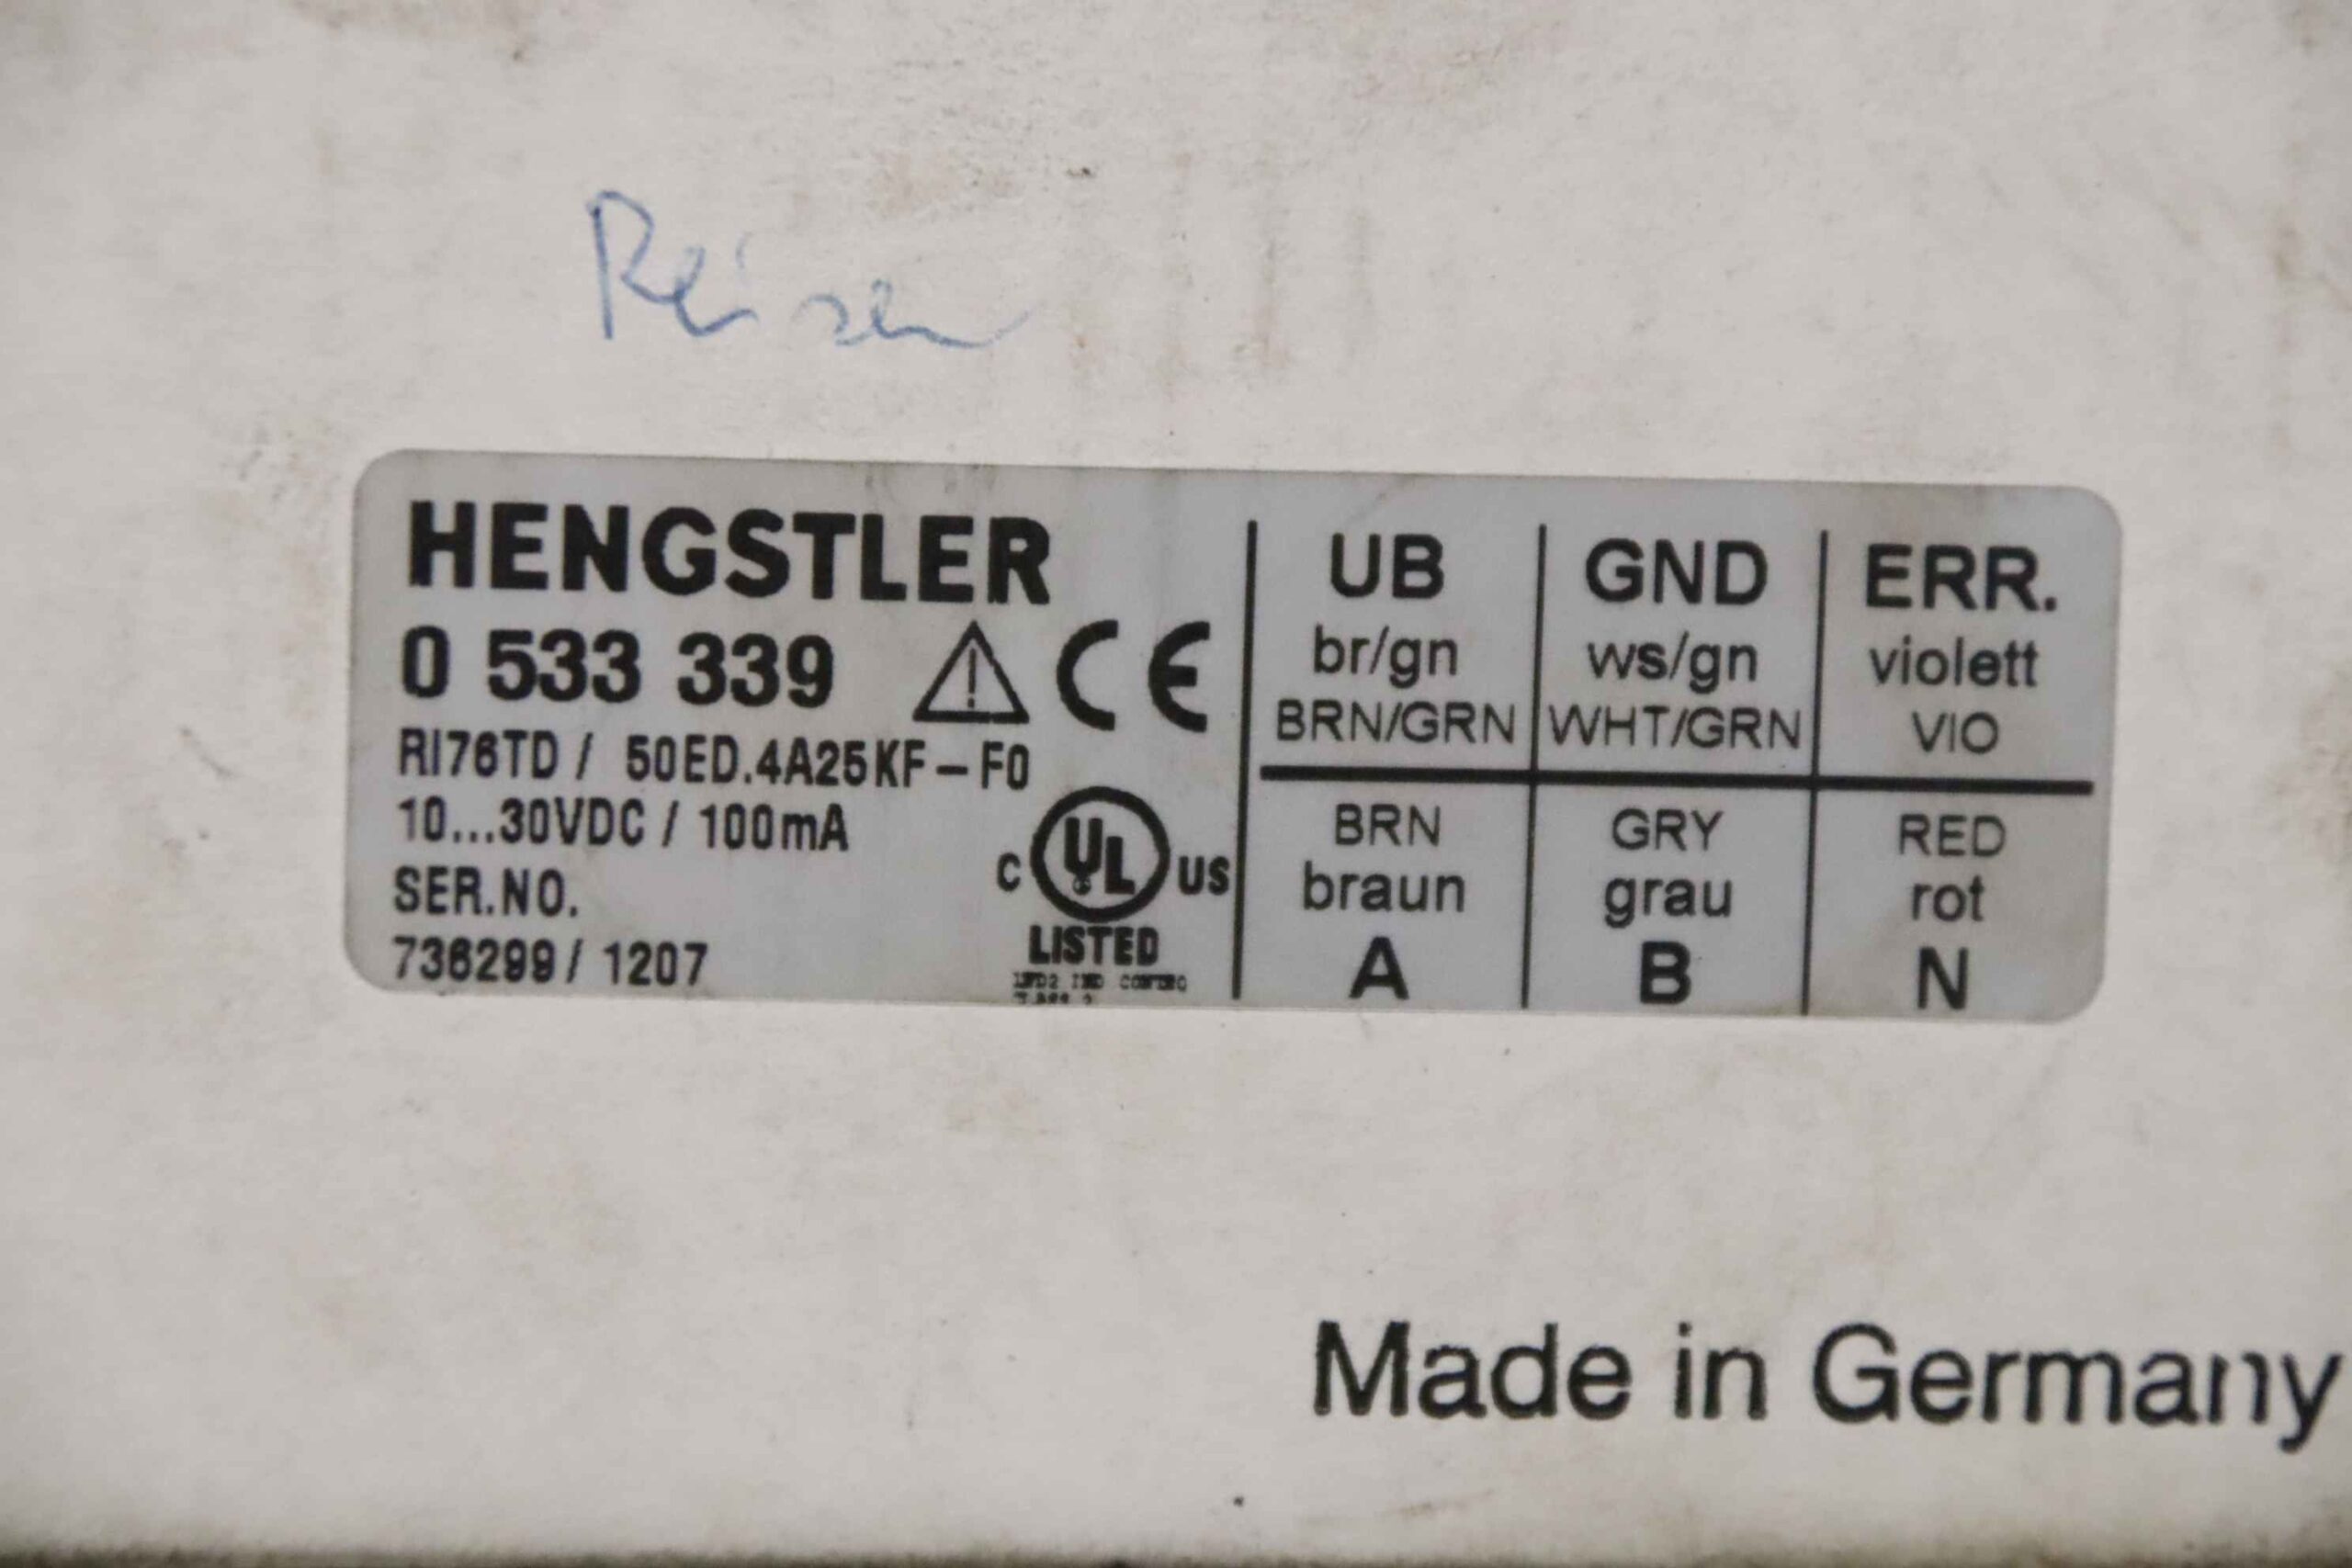 HENGSTLER
0 533 339
RI76TD / 50ED.4A25KF-F0
10...30VDC / 100mA
SER.NO.
736299 / 1207
CE
C UL US
LISTED
UB GND ERR.
br/gn ws/gn violett
BRN/GRN WHT/GRN VIO
BRN GRY RED
braun grau rot
A B N
Made in Germany